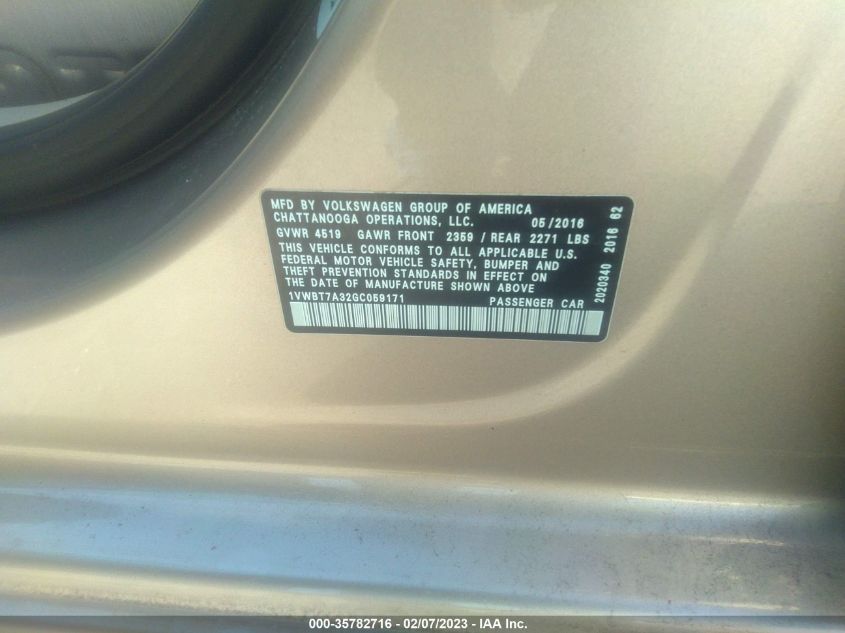 MFD BY VOLKSWAGEN GROUP OF AMERICA
CHATTANOOGA OPERATIONS, LLC. 05/2016
GVWR 4519 GAWR FRONT 2359 / REAR 2271 LBS
THIS VEHICLE CONFORMS TO ALL APPLICABLE U.S.
FEDERAL MOTOR VEHICLE SAFETY, BUMPER AND
THEFT PREVENTION STANDARDS IN EFFECT ON
THE DATE OF MANUFACTURE SHOWN ABOVE
1VWBT7A32GC059171 PASSENGER CAR
2020340 2016 62
000-35782716 - 02/07/2023 - IAA Inc.